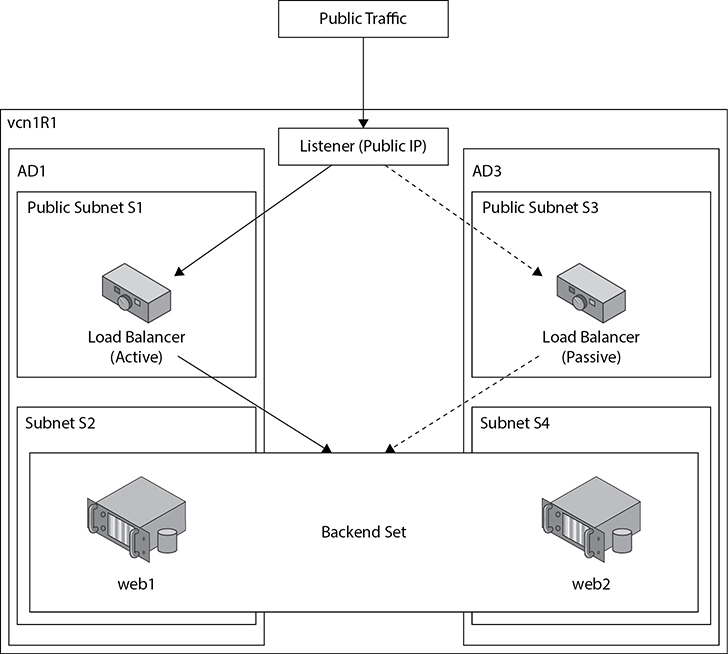 Public Traffic
vcn1R1
Listener (Public IP)
AD1
AD3
Public Subnet S1
Public Subnet S3
Load Balancer
(Active)
Load Balancer
(Passive)
Subnet S2
Subnet S4
Backend Set
web1
web2